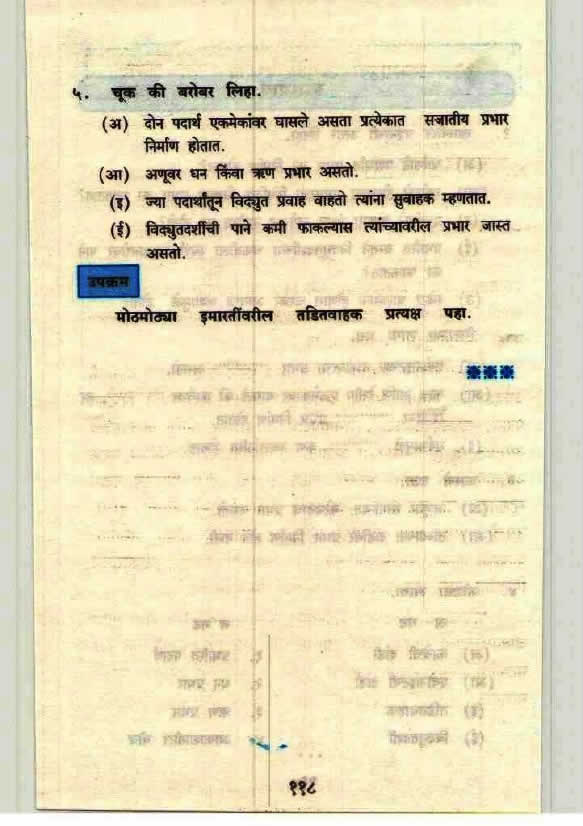 ५. चूक की बरोबर लिहा.
(अ) दोन पदार्थ एकमेकांवर घासले असता प्रत्येकात सजातीय प्रभार
निर्माण होतात.
(आ) अणूवर धन किंवा ऋण प्रभार असतो.
(इ) ज्या पदार्थांतून विद्युत प्रवाह वाहतो त्यांना सुवाहक म्हणतात.
(ई) विद्युतदर्शीची पाने कमी फाकल्यास त्यांच्यावरील प्रभार जास्त
असतो.
उपक्रम
मोठमोठ्या इमारतींवरील तडितवाहक प्रत्यक्ष पहा.
११८